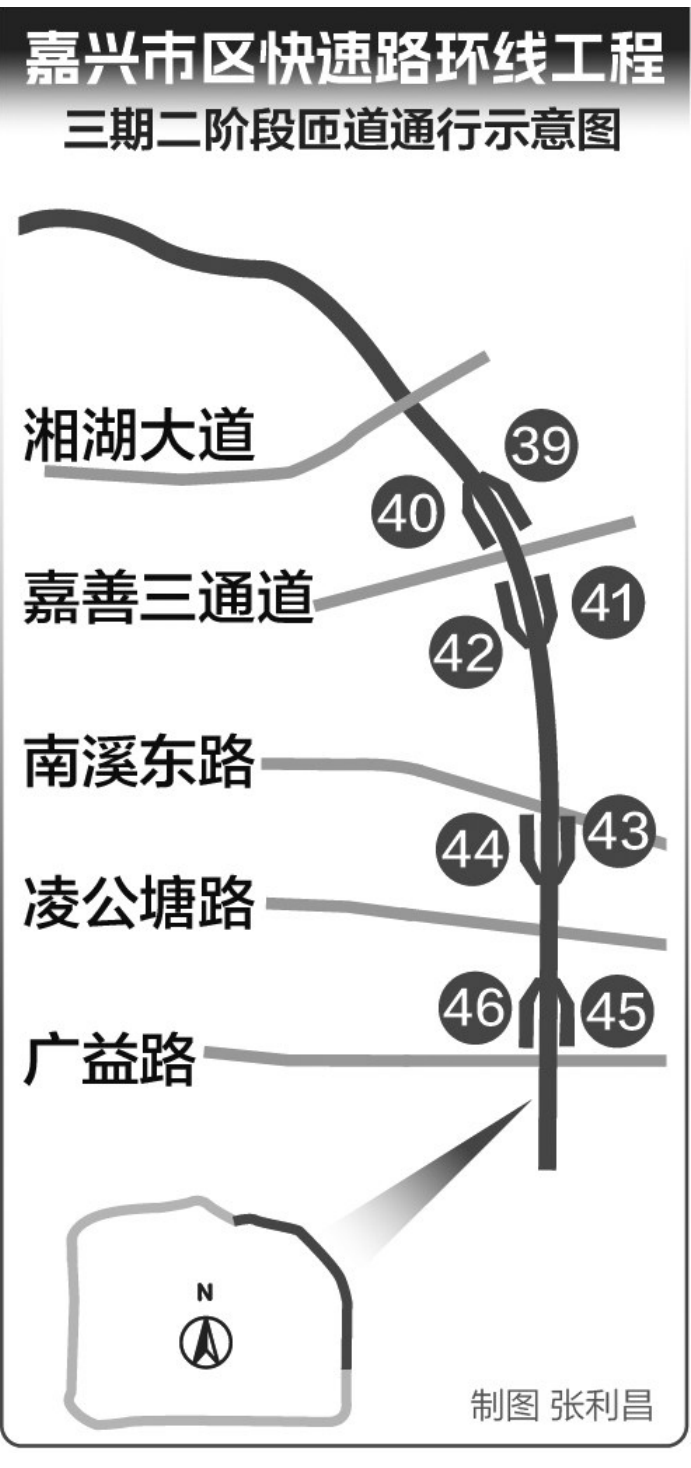 嘉兴市区快速路环线工程
三期二阶段匝道通行示意图
湘湖大道
39
40
嘉善三通道
41
42
南溪东路
43
44
凌公塘路
46
45
广益路
N
制图 张利昌